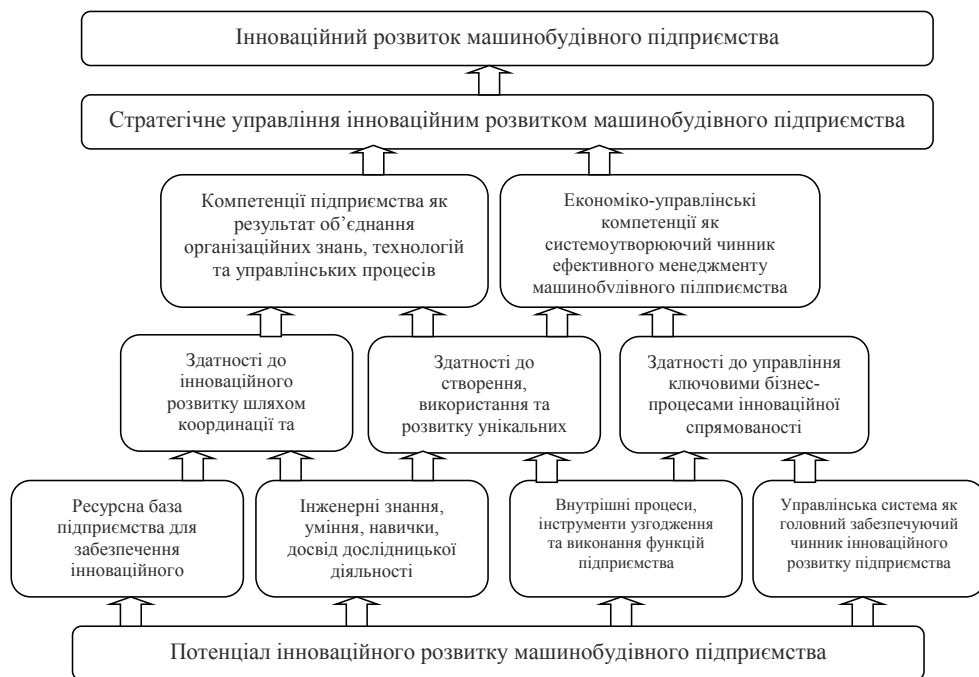 Інноваційний розвиток машинобудівного підприємства
Стратегічне управління інноваційним розвитком машинобудівного підприємства
Компетенції підприємства як
результат об’єднання
організаційних знань, технологій
та управлінських процесів
Економіко-управлінські
компетенції як
системоутворюючий чинник
ефективного менеджменту
машинобудівного підприємства
Здатності до
інноваційного
розвитку шляхом
координації та
Здатності до
створення,
використання та
розвитку унікальних
Здатності до управління
ключовими бізнес-
процесами інноваційної
спрямованості
Ресурсна база
підприємства для
забезпечення
інноваційного
Інженерні знання,
уміння, навички,
досвід дослідницької
діяльності
Внутрішні процеси,
інструменти узгодження
та виконання функцій
підприємства
Управлінська система як
головний забезпечуючий
чинник інноваційного
розвитку підприємства
Потенціал інноваційного розвитку машинобудівного підприємства